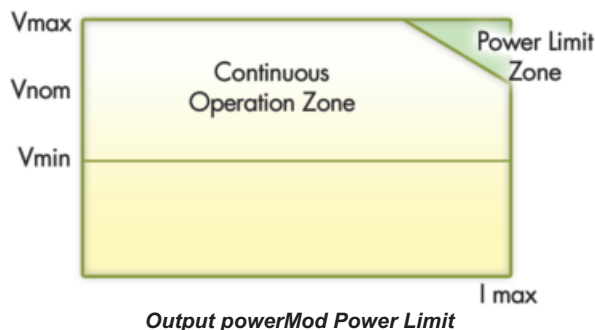 Vmax
Power Limit
Zone
Continuous
Operation Zone
Vnom
Vmin
I max
Output powerMod Power Limit